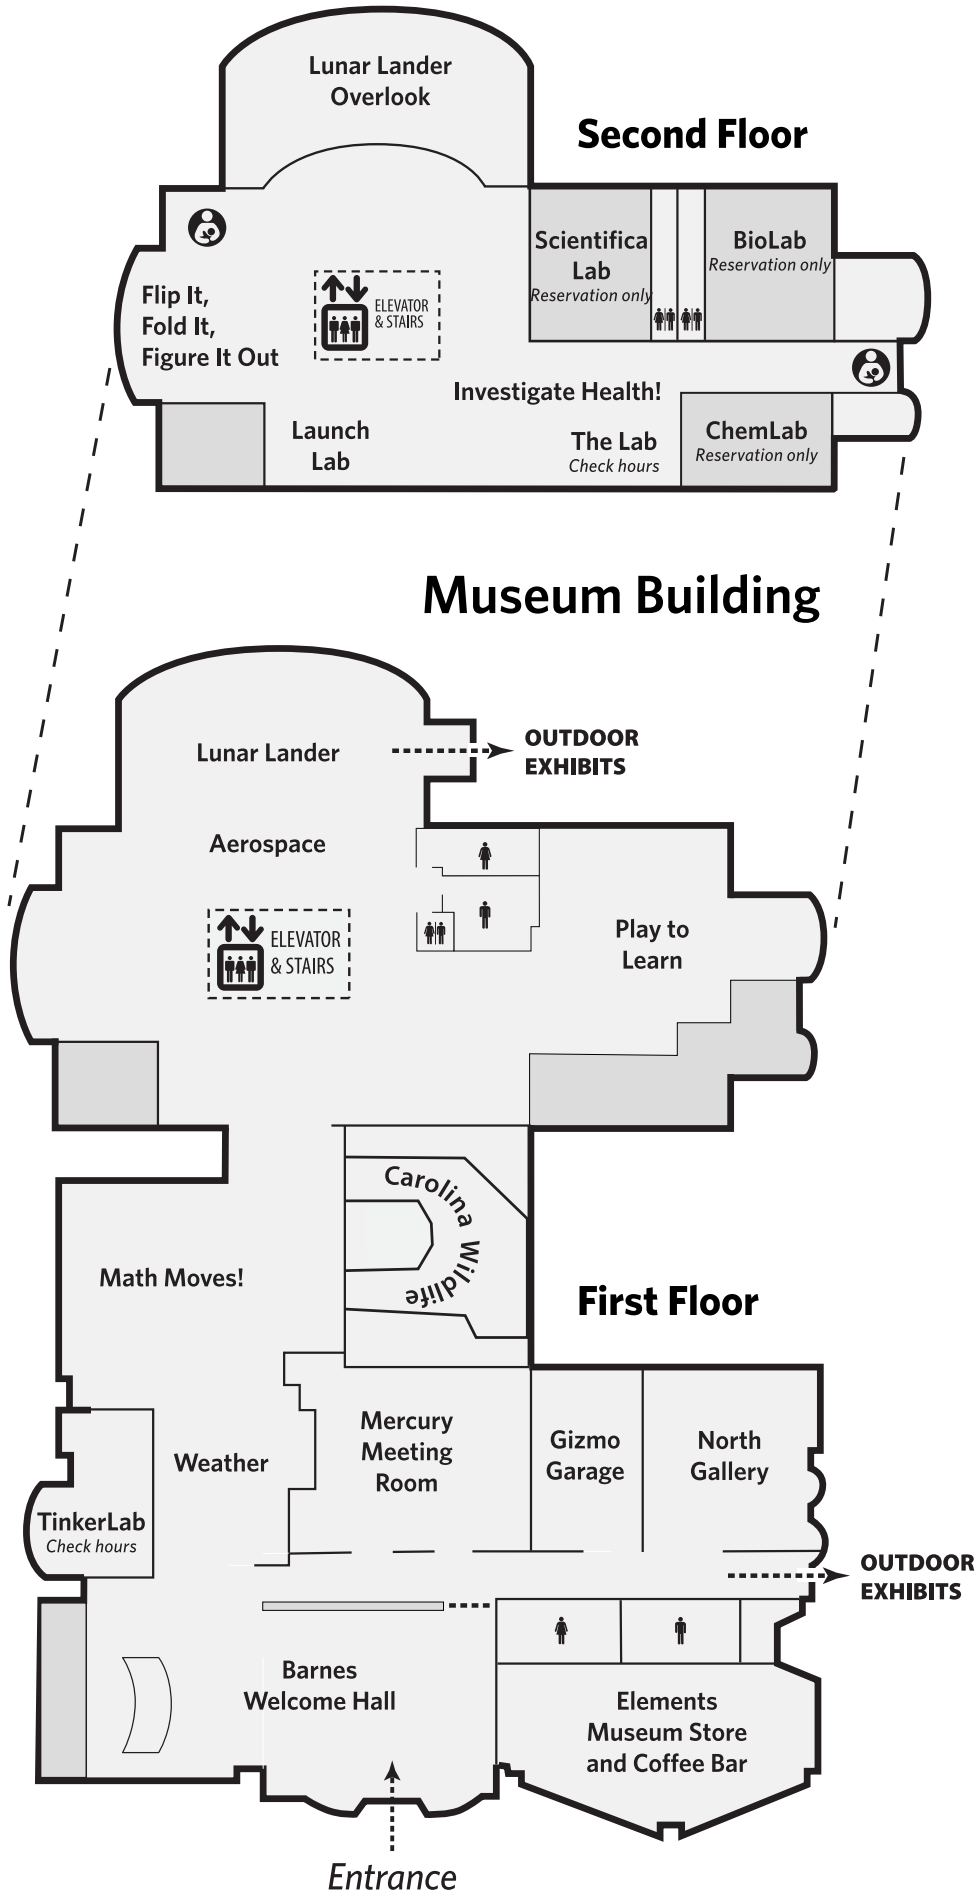 Lunar Lander
Overlook
Second Floor
Scientifica
Lab
Reservation only
BioLab
Reservation only
Flip It,
Fold It,
Figure It Out
ELEVATOR
& STAIRS
Investigate Health!
Launch
Lab
The Lab
Check hours
ChemLab
Reservation only
Museum Building
Lunar Lander
OUTDOOR
EXHIBITS
Aerospace
ELEVATOR
& STAIRS
Play to
Learn
Carolina Wildlife
Math Moves!
First Floor
Mercury
Meeting
Room
Gizmo
Garage
North
Gallery
Weather
TinkerLab
Check hours
OUTDOOR
EXHIBITS
Barnes
Welcome Hall
Elements
Museum Store
and Coffee Bar
Entrance